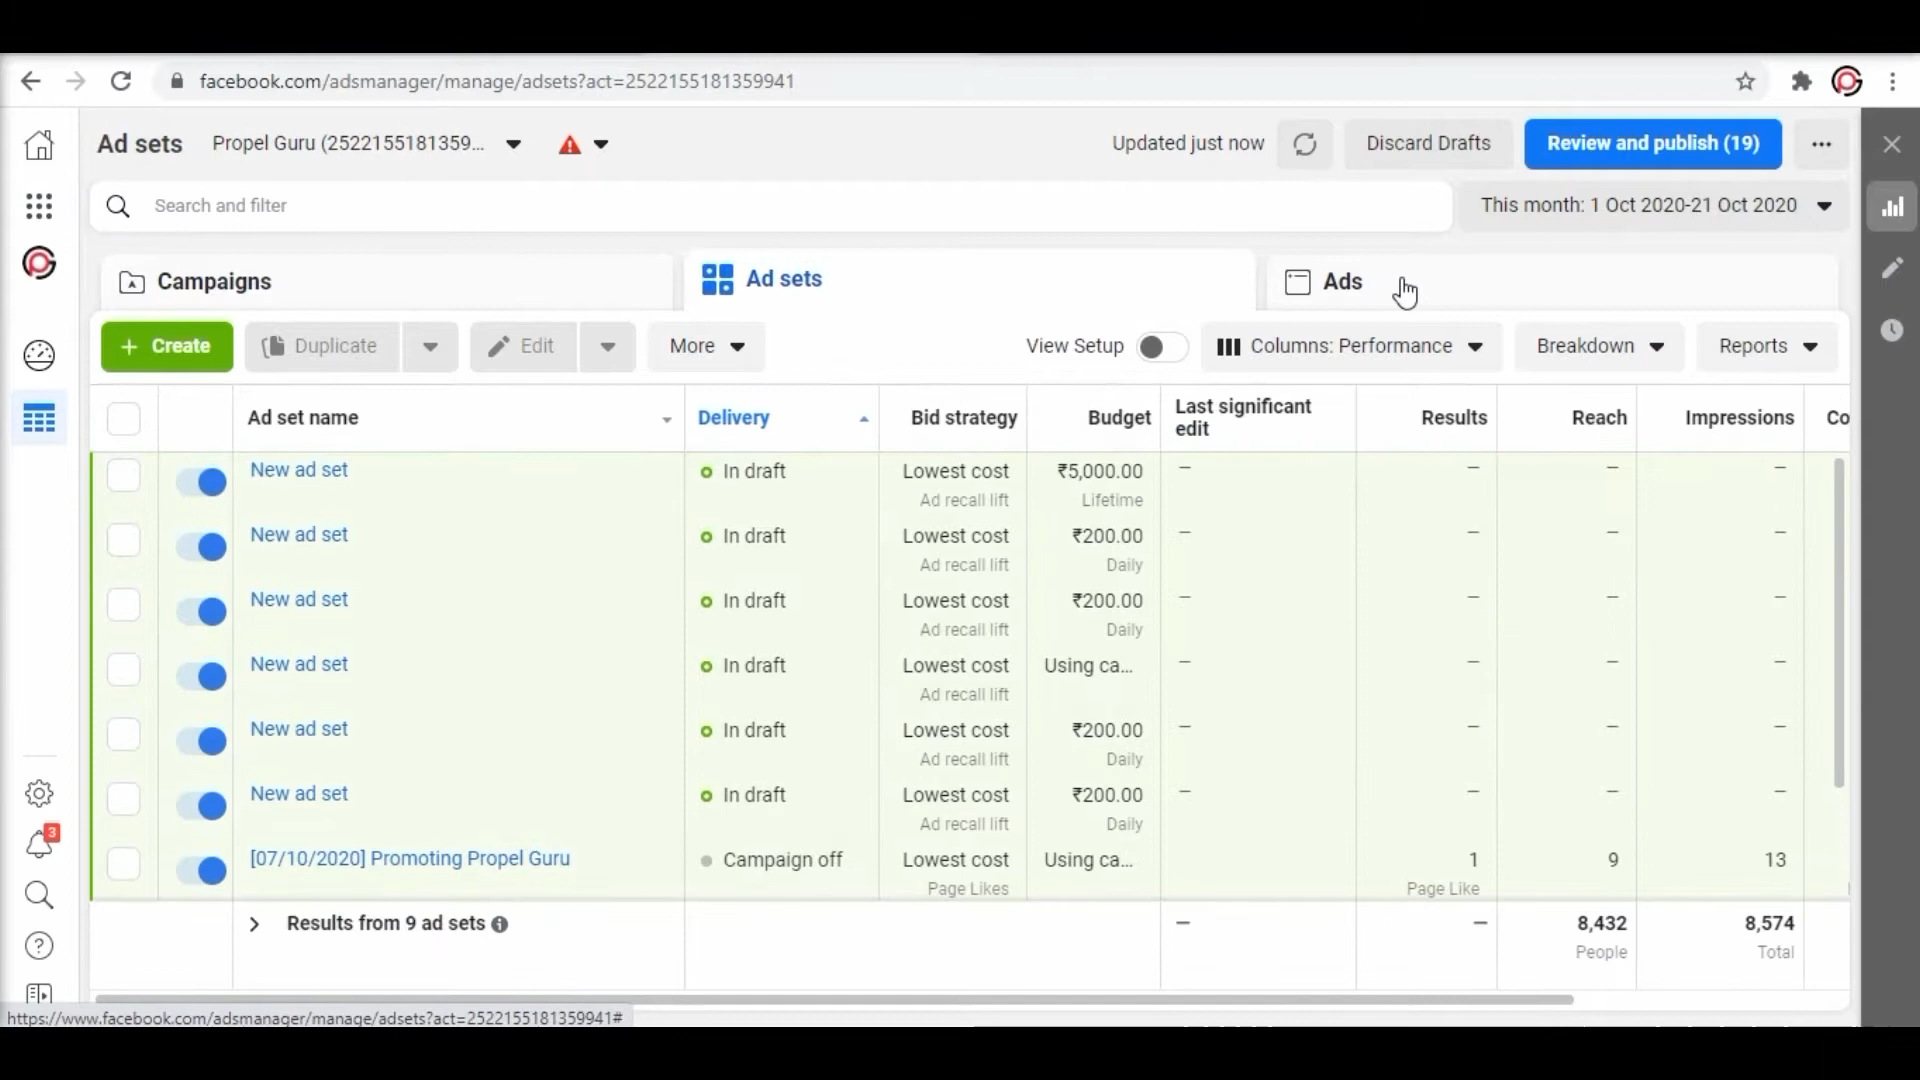 facebook.com/adsmanager/manage/adsets?act=2522155181359941
Ad sets
Propel Guru (2522155181359...
Updated just now
Discard Drafts
Review and publish (19)
Search and filter
This month: 1 Oct 2020-21 Oct 2020
Campaigns
Ad sets
Ads
+ Create
Duplicate
Edit
More
View Setup
Columns: Performance
Breakdown
Reports
Ad set name
Delivery
Bid strategy
Budget
Last significant edit
Results
Reach
Impressions
Co
New ad set In draft Lowest cost ₹5,000.00 — — — —
Ad recall lift Lifetime
New ad set In draft Lowest cost ₹200.00 — — — —
Ad recall lift Daily
New ad set In draft Lowest cost ₹200.00 — — — —
Ad recall lift Daily
New ad set In draft Lowest cost Using ca... — — — —
Ad recall lift
New ad set In draft Lowest cost ₹200.00 — — — —
Ad recall lift Daily
New ad set In draft Lowest cost ₹200.00 — — — —
Ad recall lift Daily
[07/10/2020] Promoting Propel Guru Campaign off Lowest cost Using ca... 1 9 13
Page Likes Page Like
Results from 9 ad sets — — 8,432 8,574
People Total
3
https://www.facebook.com/adsmanager/manage/adsets?act=2522155181359941#